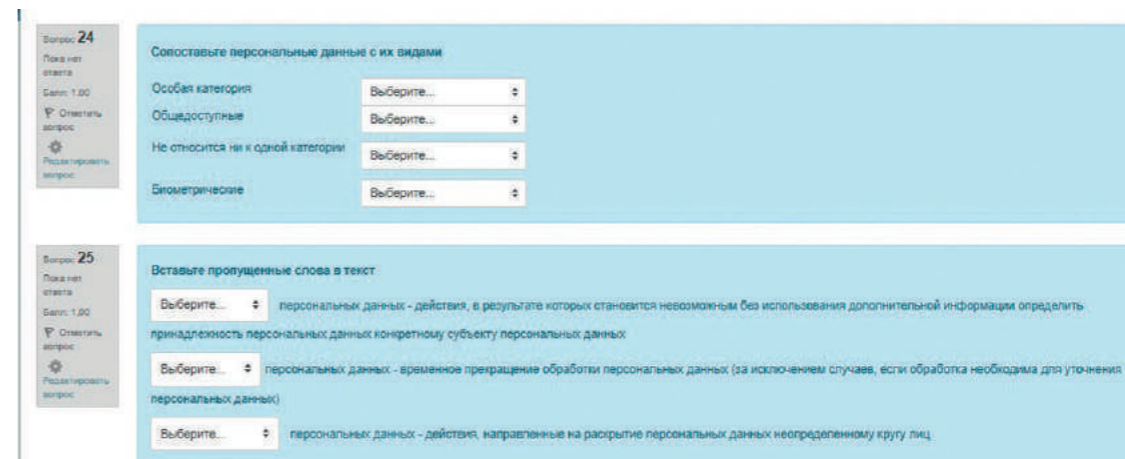 Вопрос 24
Пока нет
ответа
Балл: 1,00
Отметить
вопрос
Редактировать
вопрос
Сопоставьте персональные данные с их видами
Особая категория Выберите...
Общедоступные Выберите...
Не относится ни к одной категории Выберите...
Биометрические Выберите...
Вопрос 25
Пока нет
ответа
Балл: 1,00
Отметить
вопрос
Редактировать
вопрос
Вставьте пропущенные слова в текст
Выберите... персональных данных - действия, в результате которых становится невозможным без использования дополнительной информации определить
принадлежность персональных данных конкретному субъекту персональных данных
Выберите... персональных данных - временное прекращение обработки персональных данных (за исключением случаев, если обработка необходима для уточнения
персональных данных)
Выберите... персональных данных - действия, направленные на раскрытие персональных данных неопределенному кругу лиц